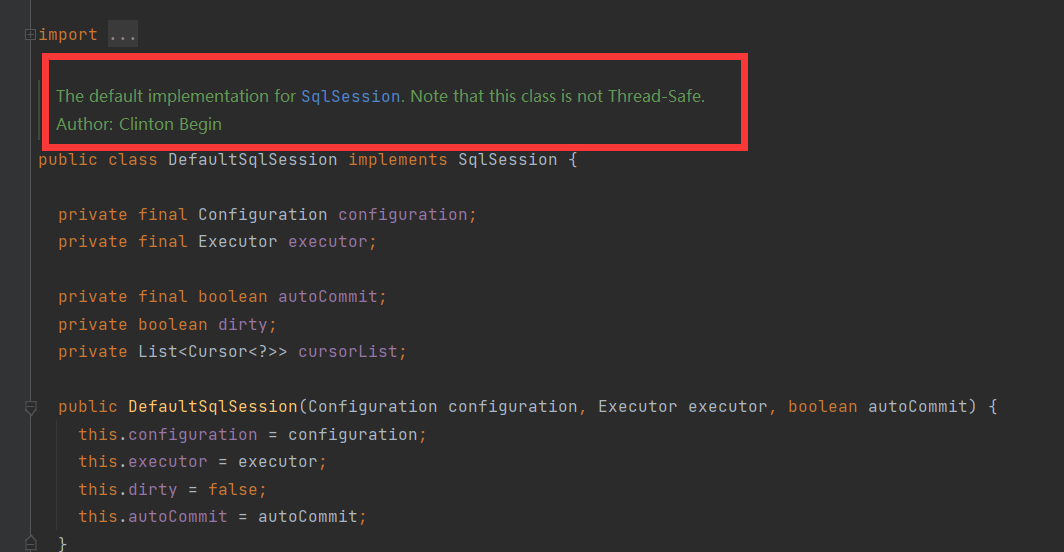 import ...
The default implementation for SqlSession. Note that this class is not Thread-Safe.
Author: Clinton Begin
public class DefaultSqlSession implements SqlSession {
private final Configuration configuration;
private final Executor executor;
private final boolean autoCommit;
private boolean dirty;
private List<Cursor<?>> cursorList;
public DefaultSqlSession(Configuration configuration, Executor executor, boolean autoCommit) {
this.configuration = configuration;
this.executor = executor;
this.dirty = false;
this.autoCommit = autoCommit;
}